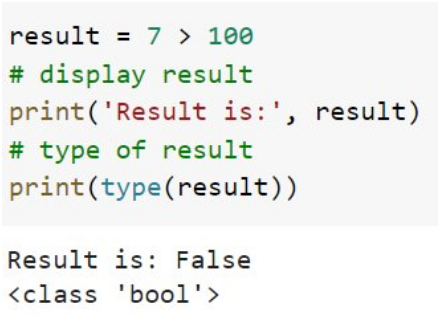 result = 7 > 100
# display result
print('Result is:', result)
# type of result
print(type(result))
Result is: False
<class 'bool'>